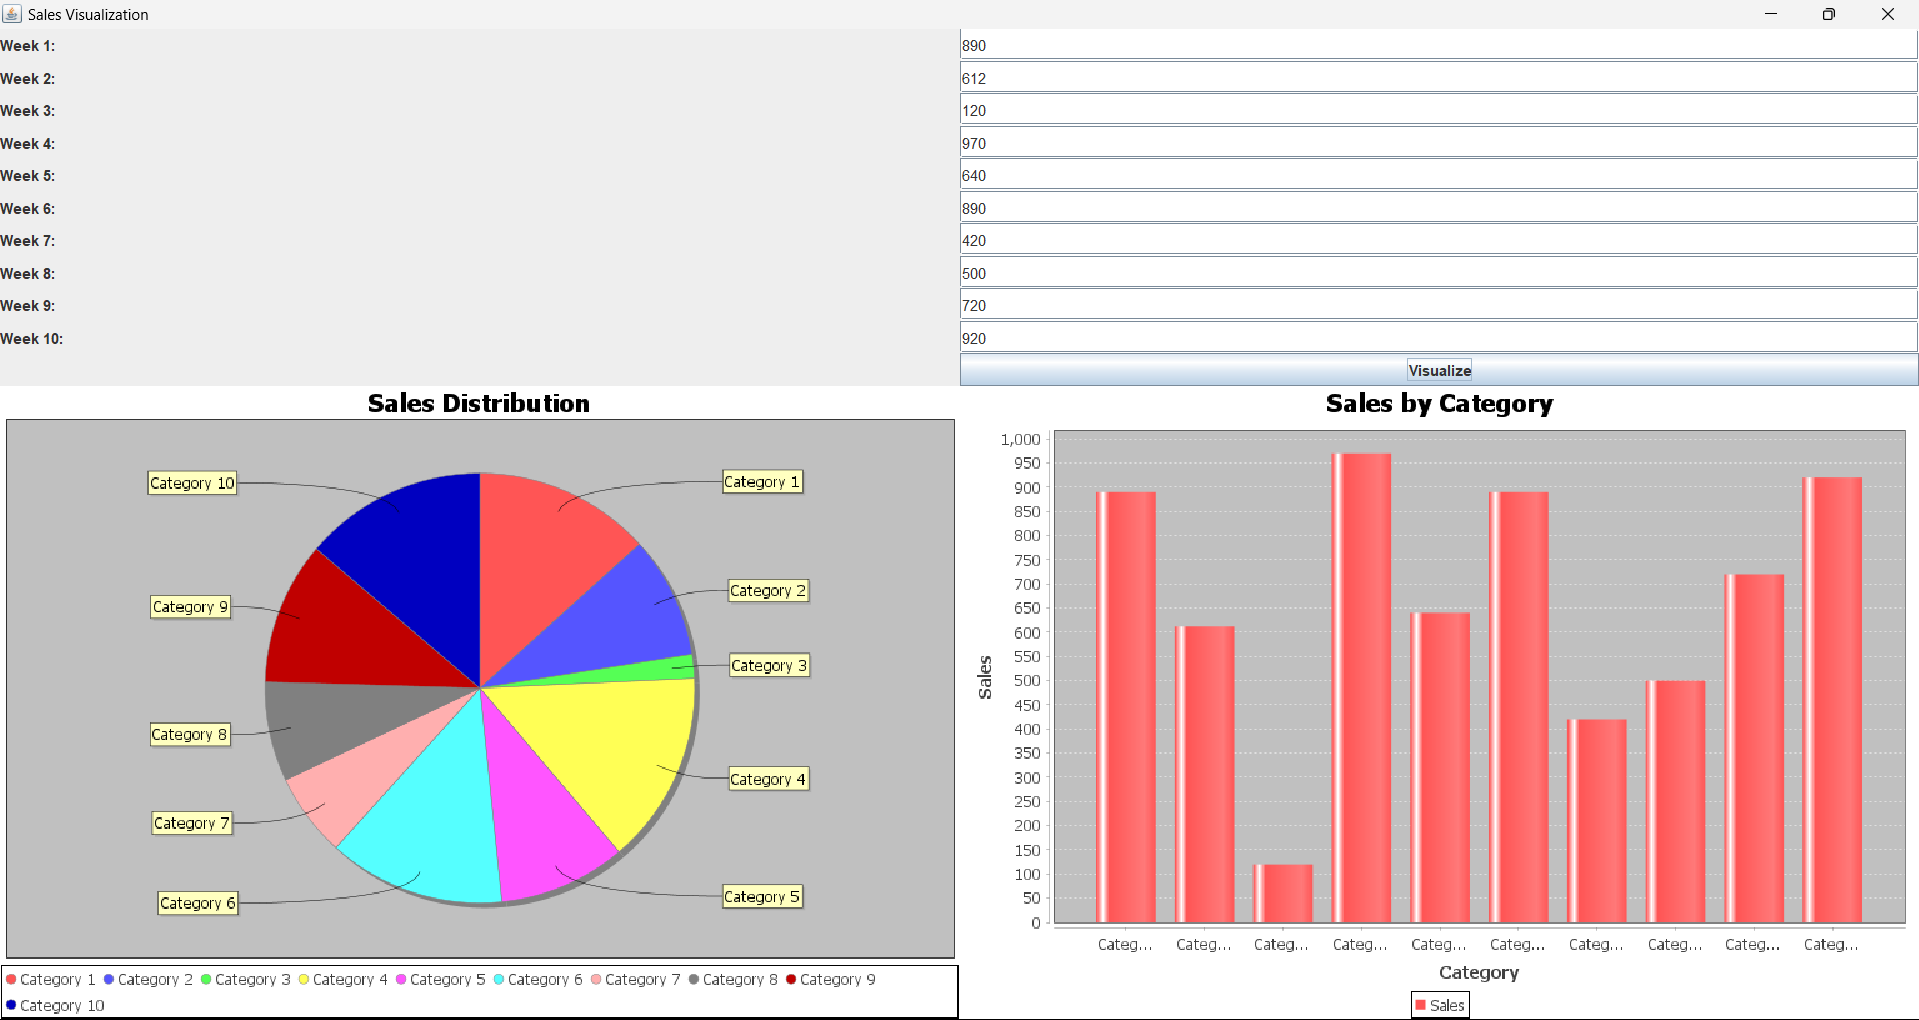 Sales Visualization
Week 1: 890
Week 2: 612
Week 3: 120
Week 4: 970
Week 5: 640
Week 6: 890
Week 7: 420
Week 8: 500
Week 9: 720
Week 10: 920
Visualize
Sales Distribution
Category 10
Category 1
Category 2
Category 9
Category 3
Category 8
Category 4
Category 7
Category 5
Category 6
Category 1 Category 2 Category 3 Category 4 Category 5 Category 6 Category 7 Category 8 Category 9
Category 10
Sales by Category
1,000
950
900
850
800
750
700
650
600
550
500
450
400
350
300
250
200
150
100
50
0
Sales
Categ... Categ... Categ... Categ... Categ... Categ... Categ... Categ... Categ... Categ...
Category
Sales